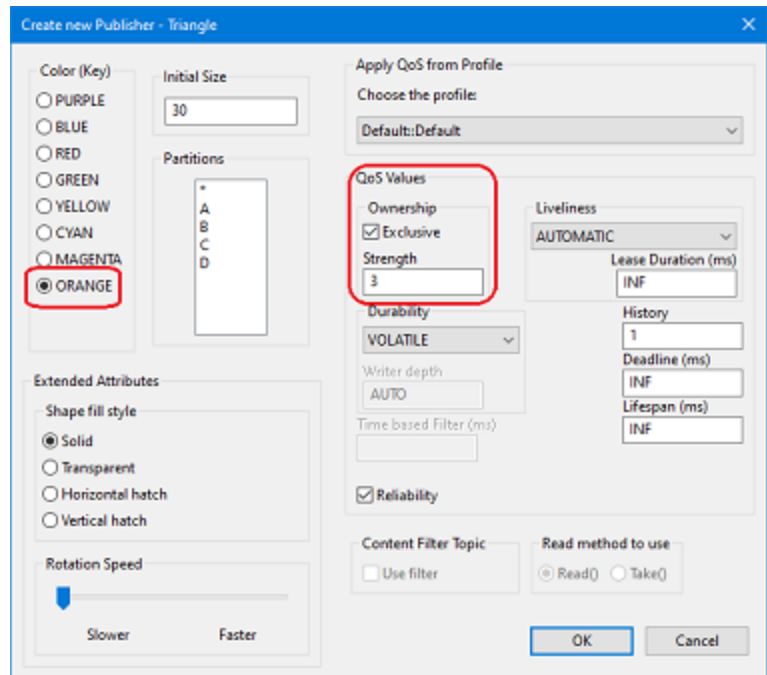 Create new Publisher - Triangle
Color (Key)
PURPLE
BLUE
RED
GREEN
YELLOW
CYAN
MAGENTA
ORANGE
Initial Size
30
Partitions
*
A
B
C
D
Extended Attributes
Shape fill style
Solid
Transparent
Horizontal hatch
Vertical hatch
Rotation Speed
Slower Faster
Apply QoS from Profile
Choose the profile:
Default::Default
QoS Values
Ownership
Exclusive
Strength
3
Durability
VOLATILE
Writer depth
AUTO
Time based Filter (ms)
Reliability
Liveliness
AUTOMATIC
Lease Duration (ms)
INF
History
1
Deadline (ms)
INF
Lifespan (ms)
INF
Content Filter Topic
Use filter
Read method to use
Read() Take()
OK Cancel